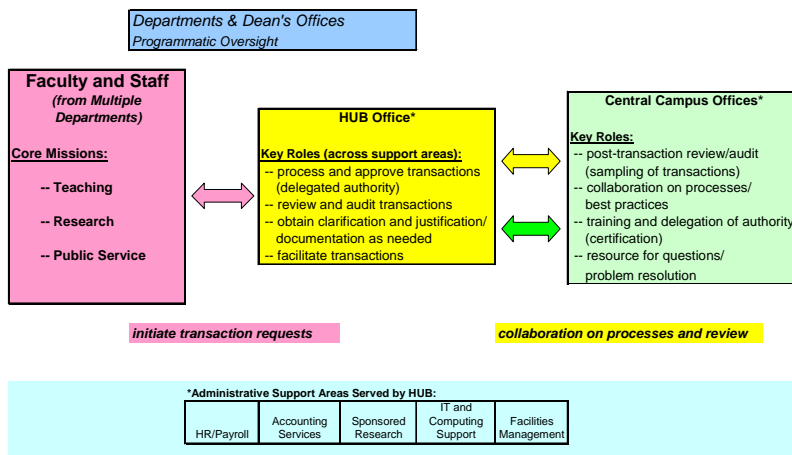 Departments & Dean's Offices
Programmatic Oversight
Faculty and Staff
(from Multiple
Departments)
Core Missions:
-- Teaching
-- Research
-- Public Service
HUB Office*
Key Roles (across support areas):
-- process and approve transactions
(delegated authority)
-- review and audit transactions
-- obtain clarification and justification/
documentation as needed
-- facilitate transactions
Central Campus Offices*
Key Roles:
-- post-transaction review/audit
(sampling of transactions)
-- collaboration on processes/
best practices
-- training and delegation of authority
(certification)
-- resource for questions/
problem resolution
initiate transaction requests
collaboration on processes and review
*Administrative Support Areas Served by HUB:
HR/Payroll
Accounting
Services
Sponsored
Research
IT and
Computing
Support
Facilities
Management